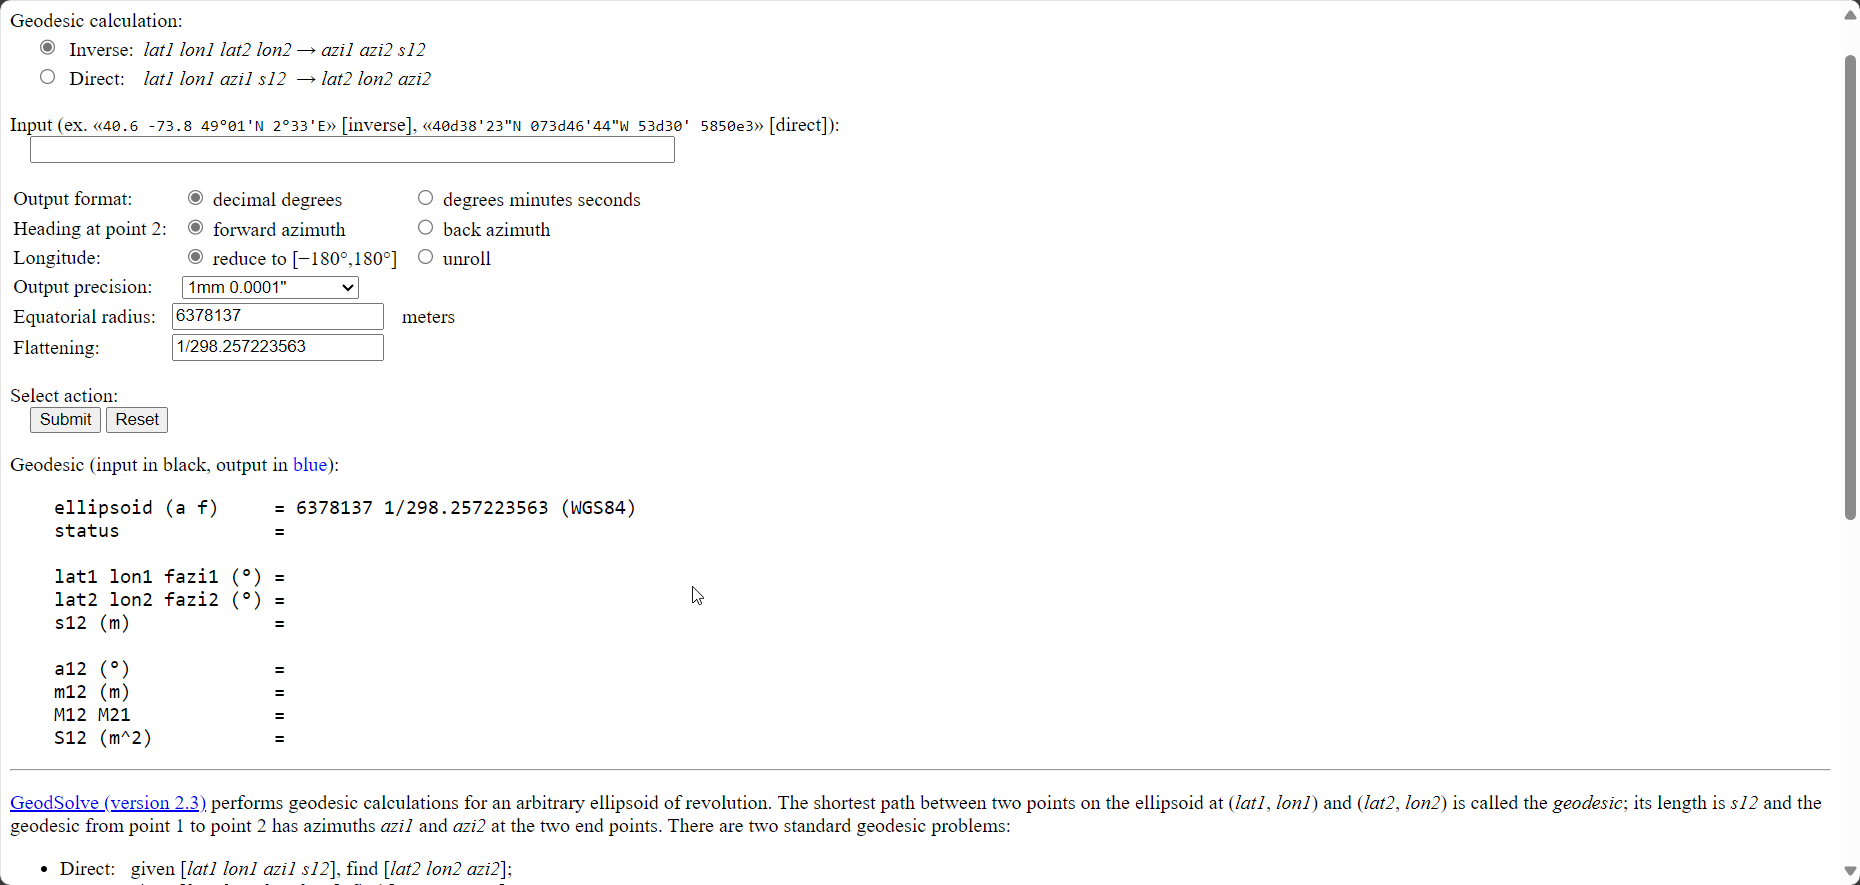 Geodesic calculation:
Inverse: lat1 lon1 lat2 lon2 → azi1 azi2 s12
Direct: lat1 lon1 azi1 s12 → lat2 lon2 azi2
Input (ex. «40.6 -73.8 49°01'N 2°33'E» [inverse], «40d38'23"N 073d46'44"W 53d30' 5850e3» [direct]):
Output format: decimal degrees degrees minutes seconds
Heading at point 2: forward azimuth back azimuth
Longitude: reduce to [−180°,180°] unroll
Output precision: 1mm 0.0001"
Equatorial radius: 6378137 meters
Flattening: 1/298.257223563
Select action:
Submit Reset
Geodesic (input in black, output in blue):
ellipsoid (a f) = 6378137 1/298.257223563 (WGS84)
status =
lat1 lon1 fazi1 (°) =
lat2 lon2 fazi2 (°) =
s12 (m) =
a12 (°) =
m12 (m) =
M12 M21 =
S12 (m^2) =
GeodSolve (version 2.3) performs geodesic calculations for an arbitrary ellipsoid of revolution. The shortest path between two points on the ellipsoid at (lat1, lon1) and (lat2, lon2) is called the geodesic; its length is s12 and the
geodesic from point 1 to point 2 has azimuths azi1 and azi2 at the two end points. There are two standard geodesic problems:
• Direct: given [lat1 lon1 azi1 s12], find [lat2 lon2 azi2];